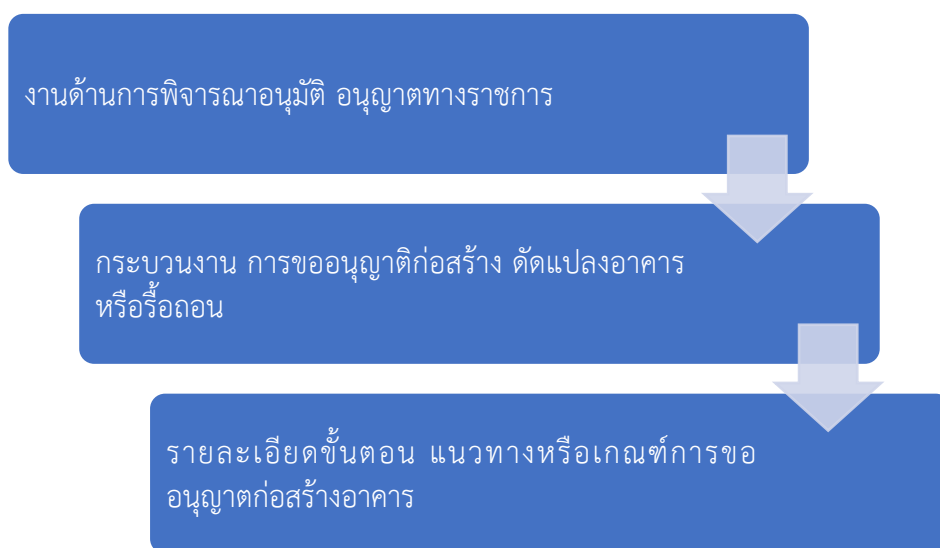 งานด้านการพิจารณาอนุมัติ อนุญาตทางราชการ
กระบวนงาน การขออนุญาติก่อสร้าง ดัดแปลงอาคาร
หรือรื้อถอน
รายละเอียดขั้นตอน แนวทางหรือเกณฑ์การขอ
อนุญาตก่อสร้างอาคาร